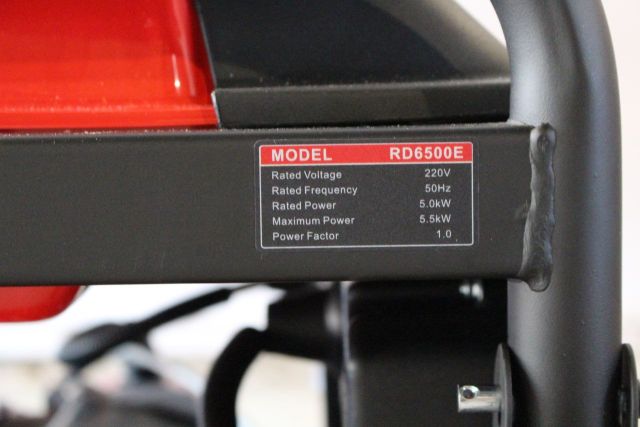 MODEL RD6500E
Rated Voltage 220V
Rated Frequency 50Hz
Rated Power 5.0kW
Maximum Power 5.5kW
Power Factor 1.0